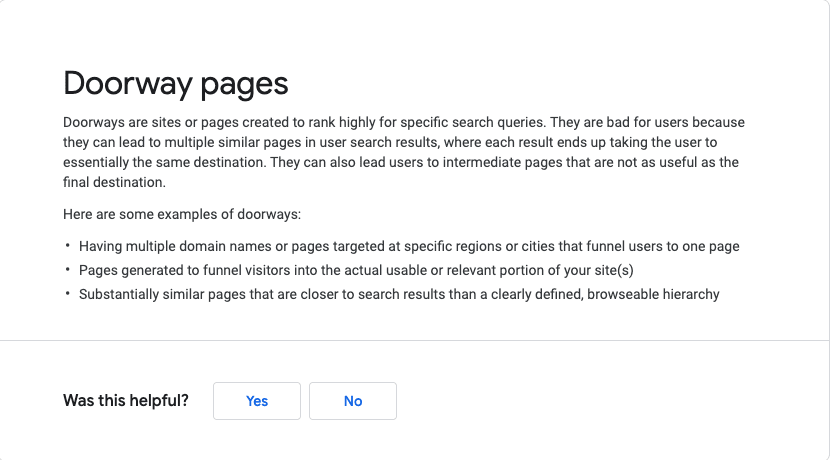 Doorway pages
Doorways are sites or pages created to rank highly for specific search queries. They are bad for users because
they can lead to multiple similar pages in user search results, where each result ends up taking the user to
essentially the same destination. They can also lead users to intermediate pages that are not as useful as the
final destination.
Here are some examples of doorways:
• Having multiple domain names or pages targeted at specific regions or cities that funnel users to one page
• Pages generated to funnel visitors into the actual usable or relevant portion of your site(s)
• Substantially similar pages that are closer to search results than a clearly defined, browseable hierarchy
Was this helpful? Yes No